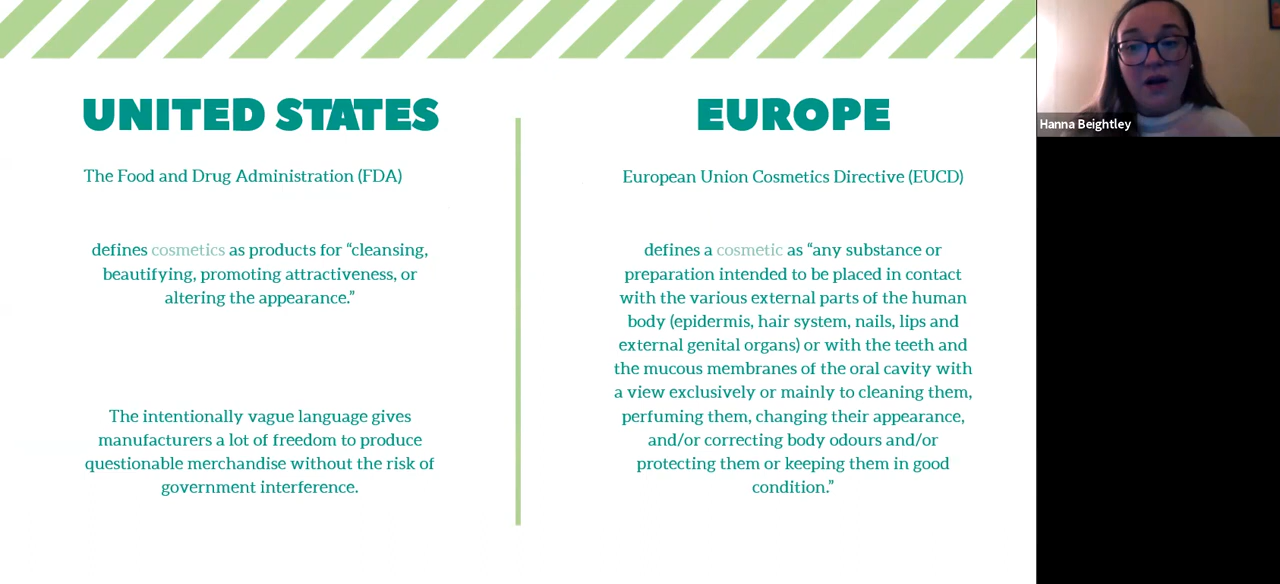 UNITED STATES
The Food and Drug Administration (FDA)
defines cosmetics as products for “cleansing,
beautifying, promoting attractiveness, or
altering the appearance.”
The intentionally vague language gives
manufacturers a lot of freedom to produce
questionable merchandise without the risk of
government interference.
EUROPE
European Union Cosmetics Directive (EUCD)
defines a cosmetic as “any substance or
preparation intended to be placed in contact
with the various external parts of the human
body (epidermis, hair system, nails, lips and
external genital organs) or with the teeth and
the mucous membranes of the oral cavity with
a view exclusively or mainly to cleaning them,
perfuming them, changing their appearance,
and/or correcting body odours and/or
protecting them or keeping them in good
condition.”
Hanna Beightley